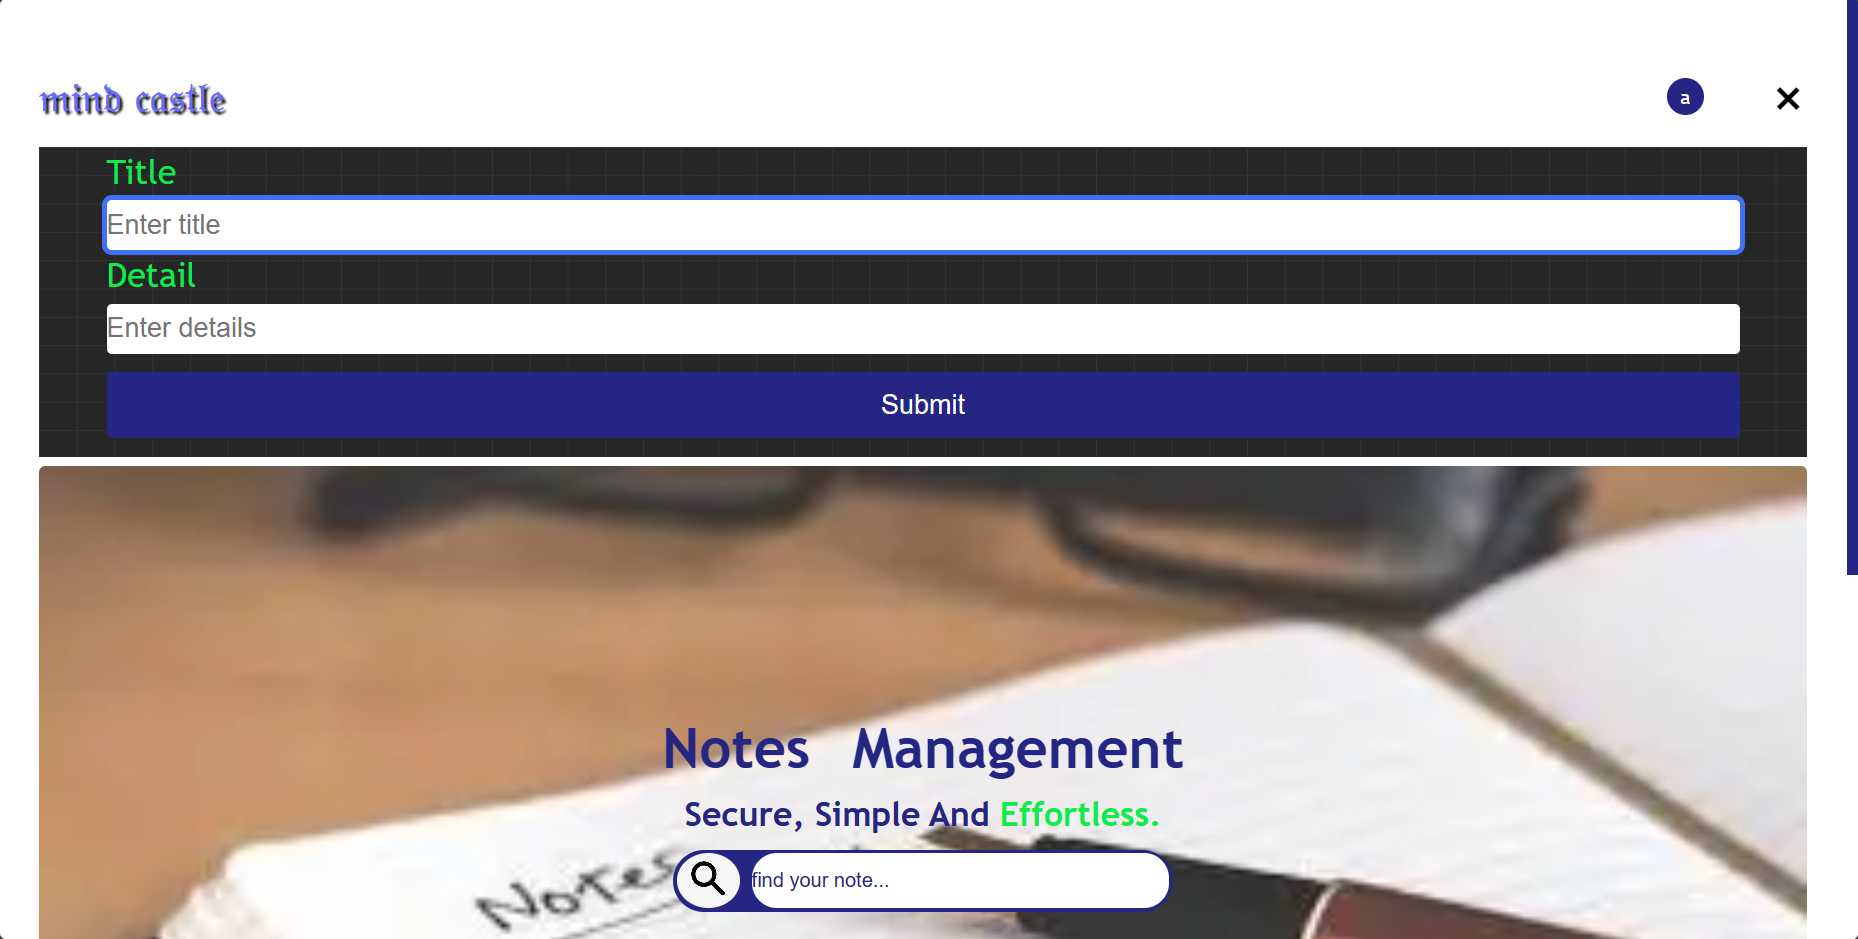 mind castle
a
Title
Enter title
Detail
Enter details
Submit
Notes Management
Secure, Simple And Effortless.
Notes
find your note...